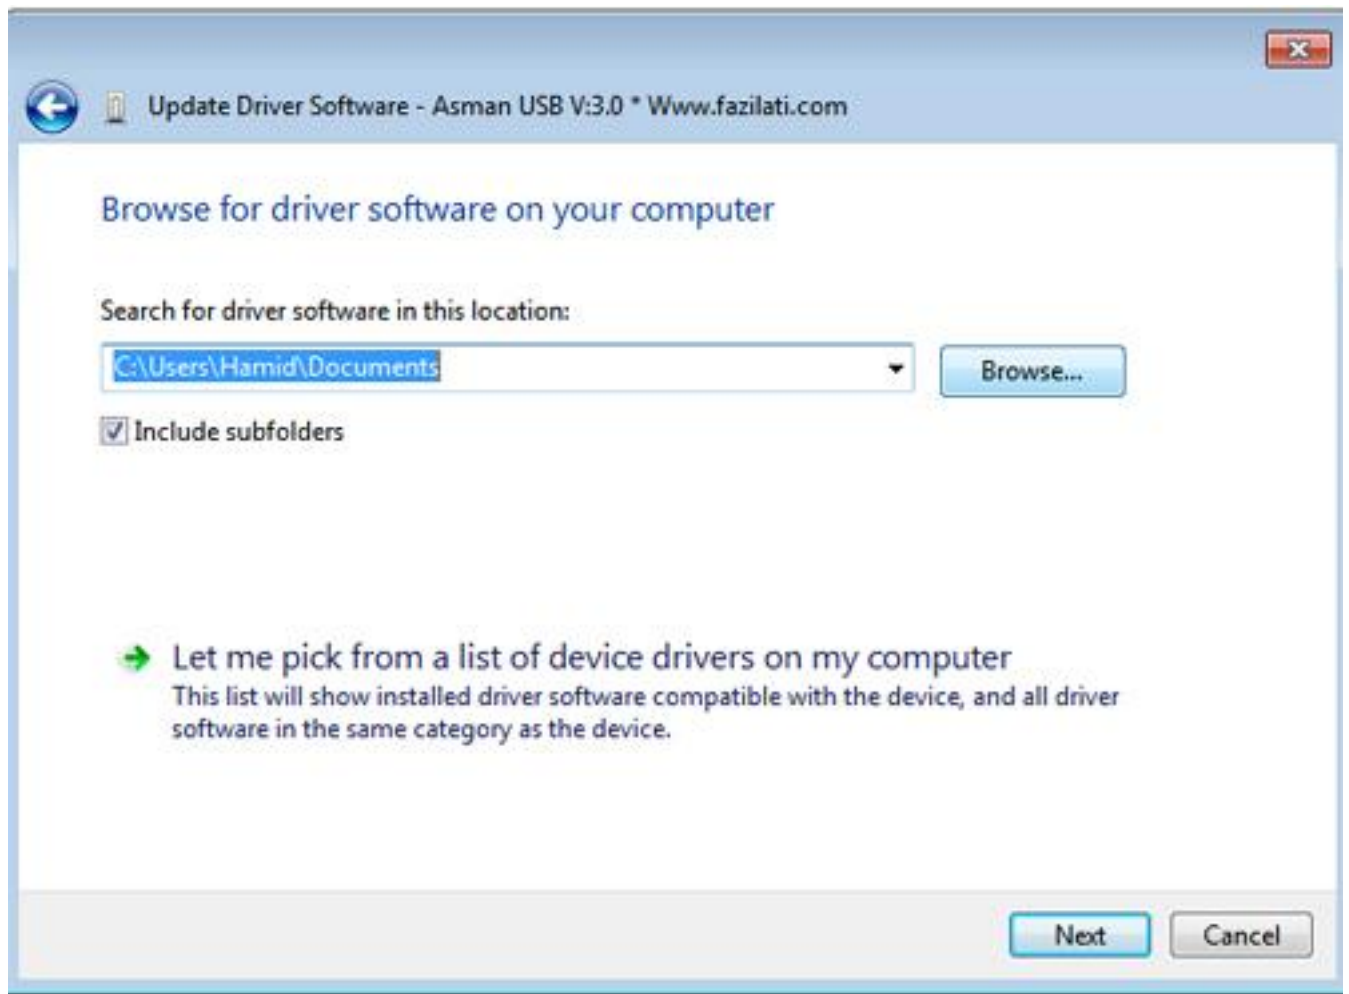 Update Driver Software - Asman USB V:3.0 * Www.fazilati.com
Browse for driver software on your computer
Search for driver software in this location:
C:\Users\Hamid\Documents
Browse...
Include subfolders
Let me pick from a list of device drivers on my computer
This list will show installed driver software compatible with the device, and all driver
software in the same category as the device.
Next
Cancel